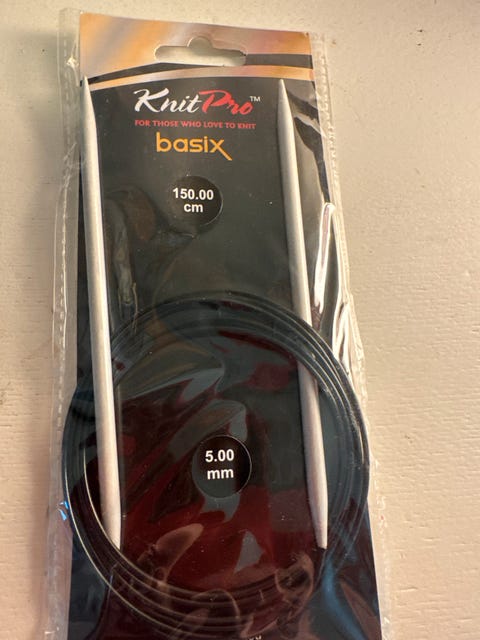 KnitPro™
FOR THOSE WHO LOVE TO KNIT
basix
150.00
cm
5.00
mm